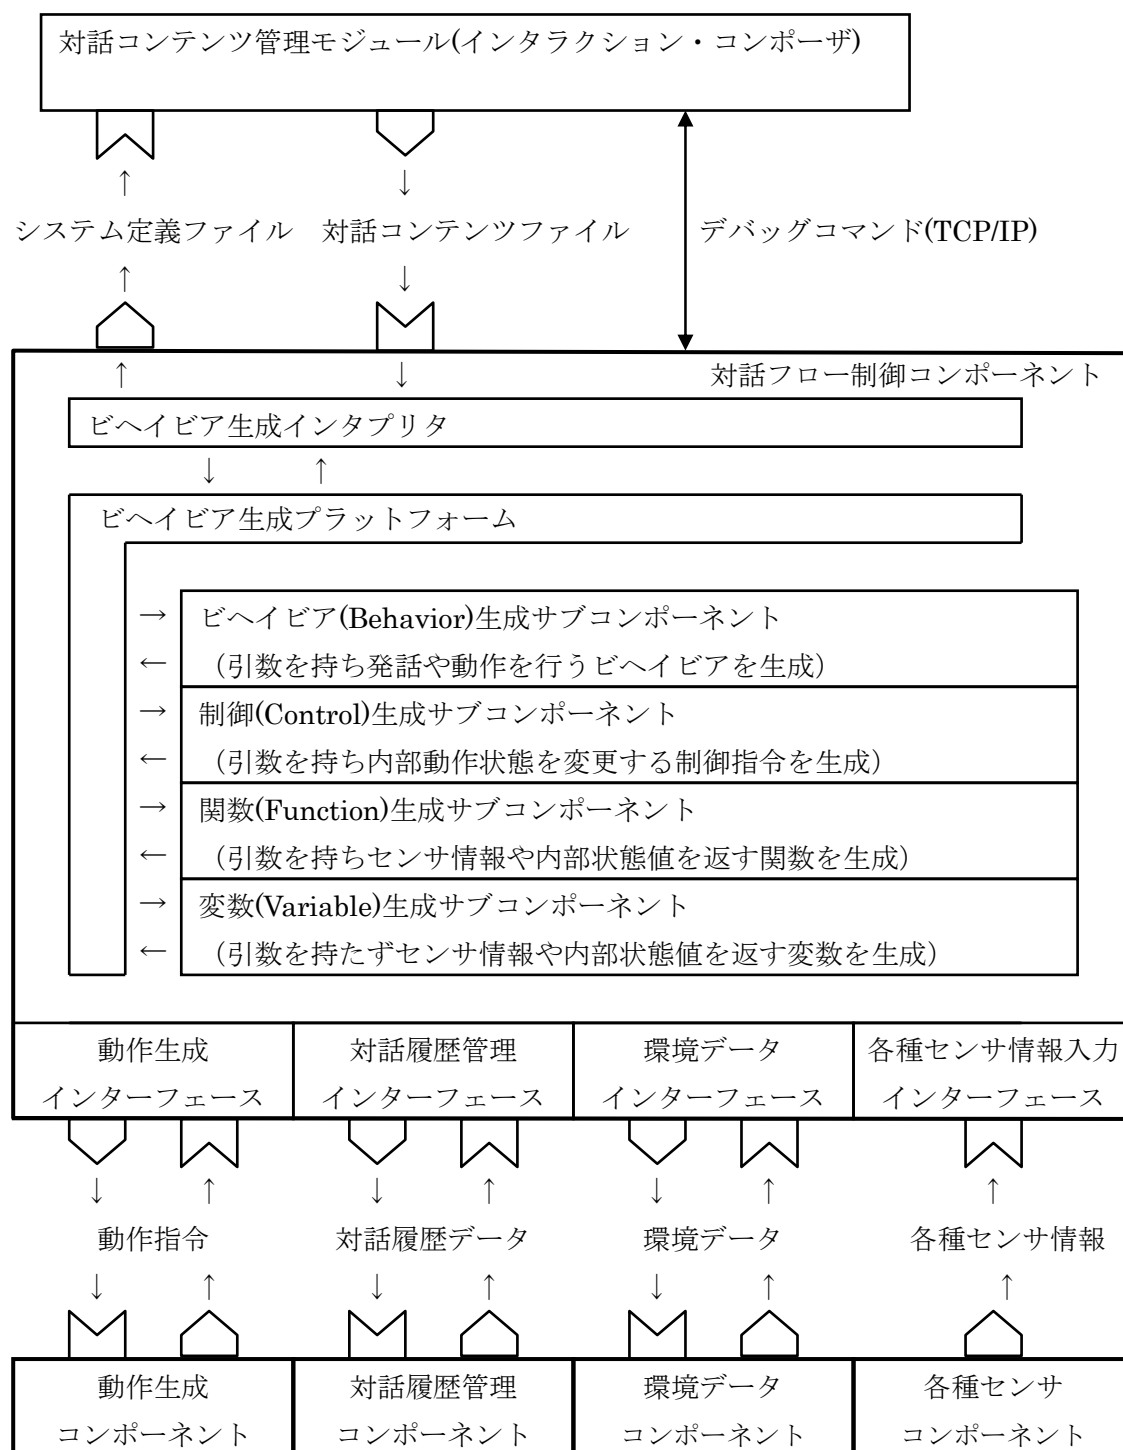 対話コンテンツ管理モジュール(インタラクション・コンポーザ)
↑ ↓
システム定義ファイル 対話コンテンツファイル デバッグコマンド(TCP/IP)
↑ ↓
対話フロー制御コンポーネント
↑ ↓
ビヘイビア生成インタプリタ
↓ ↑
ビヘイビア生成プラットフォーム
→ ビヘイビア(Behavior)生成サブコンポーネント
← （引数を持ち発話や動作を行うビヘイビアを生成）
→ 制御(Control)生成サブコンポーネント
← （引数を持ち内部動作状態を変更する制御指令を生成）
→ 関数(Function)生成サブコンポーネント
← （引数を持ちセンサ情報や内部状態値を返す関数を生成）
→ 変数(Variable)生成サブコンポーネント
← （引数を持たずセンサ情報や内部状態値を返す変数を生成）
動作生成 対話履歴管理 環境データ 各種センサ情報入力
インターフェース インターフェース インターフェース インターフェース
↓ ↑ ↓ ↑ ↓ ↑ ↑
動作指令 対話履歴データ 環境データ 各種センサ情報
↓ ↑ ↓ ↑ ↓ ↑ ↑
動作生成 対話履歴管理 環境データ 各種センサ
コンポーネント コンポーネント コンポーネント コンポーネント